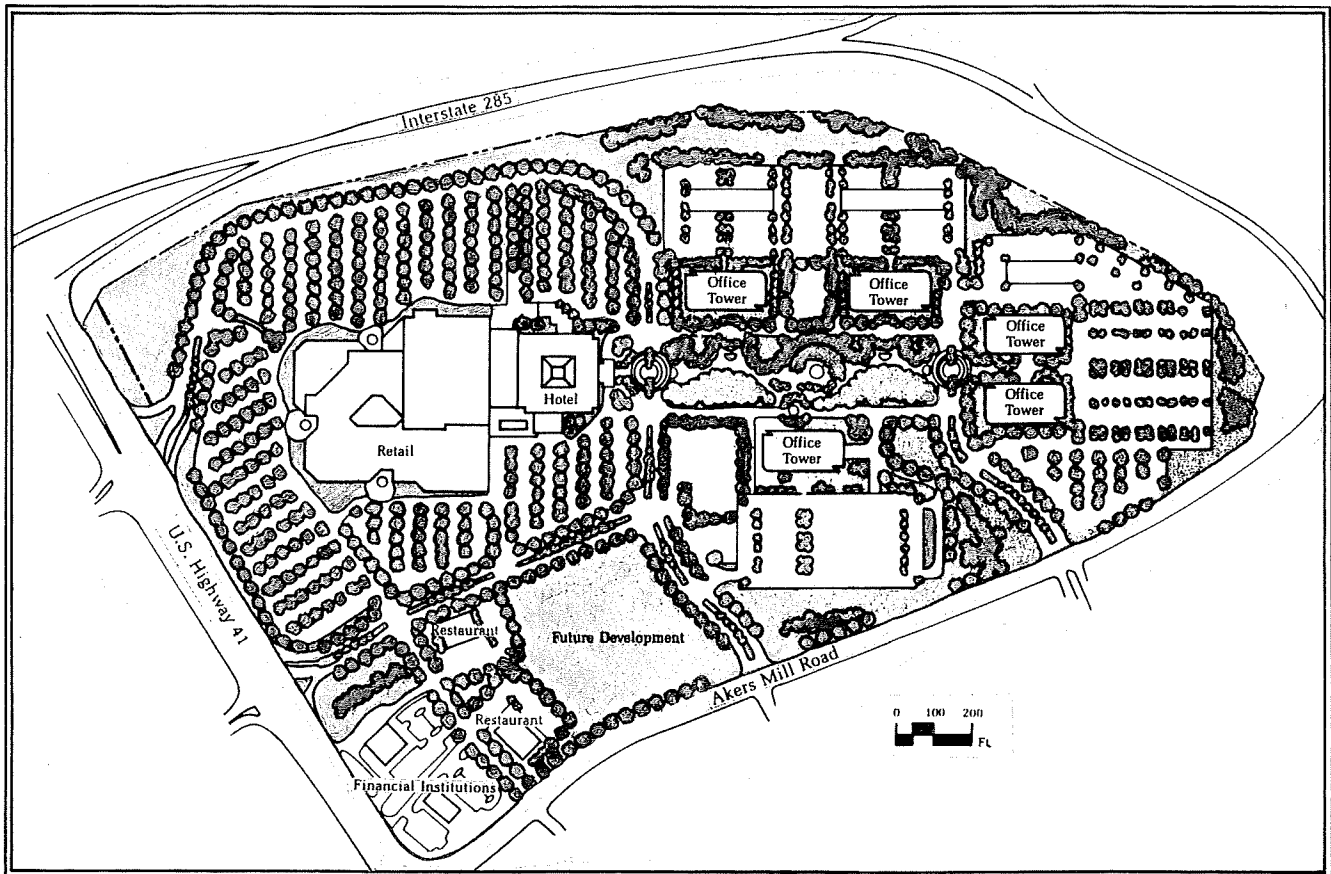 Interstate 285
Office
Tower
Office
Tower
Office
Tower
Hotel
Office
Tower
Office
Tower
Retail
U.S. Highway 41
Restaurant
Future Development
Akers Mill Road
Restaurant
0 100 200
Ft.
Financial Institutions